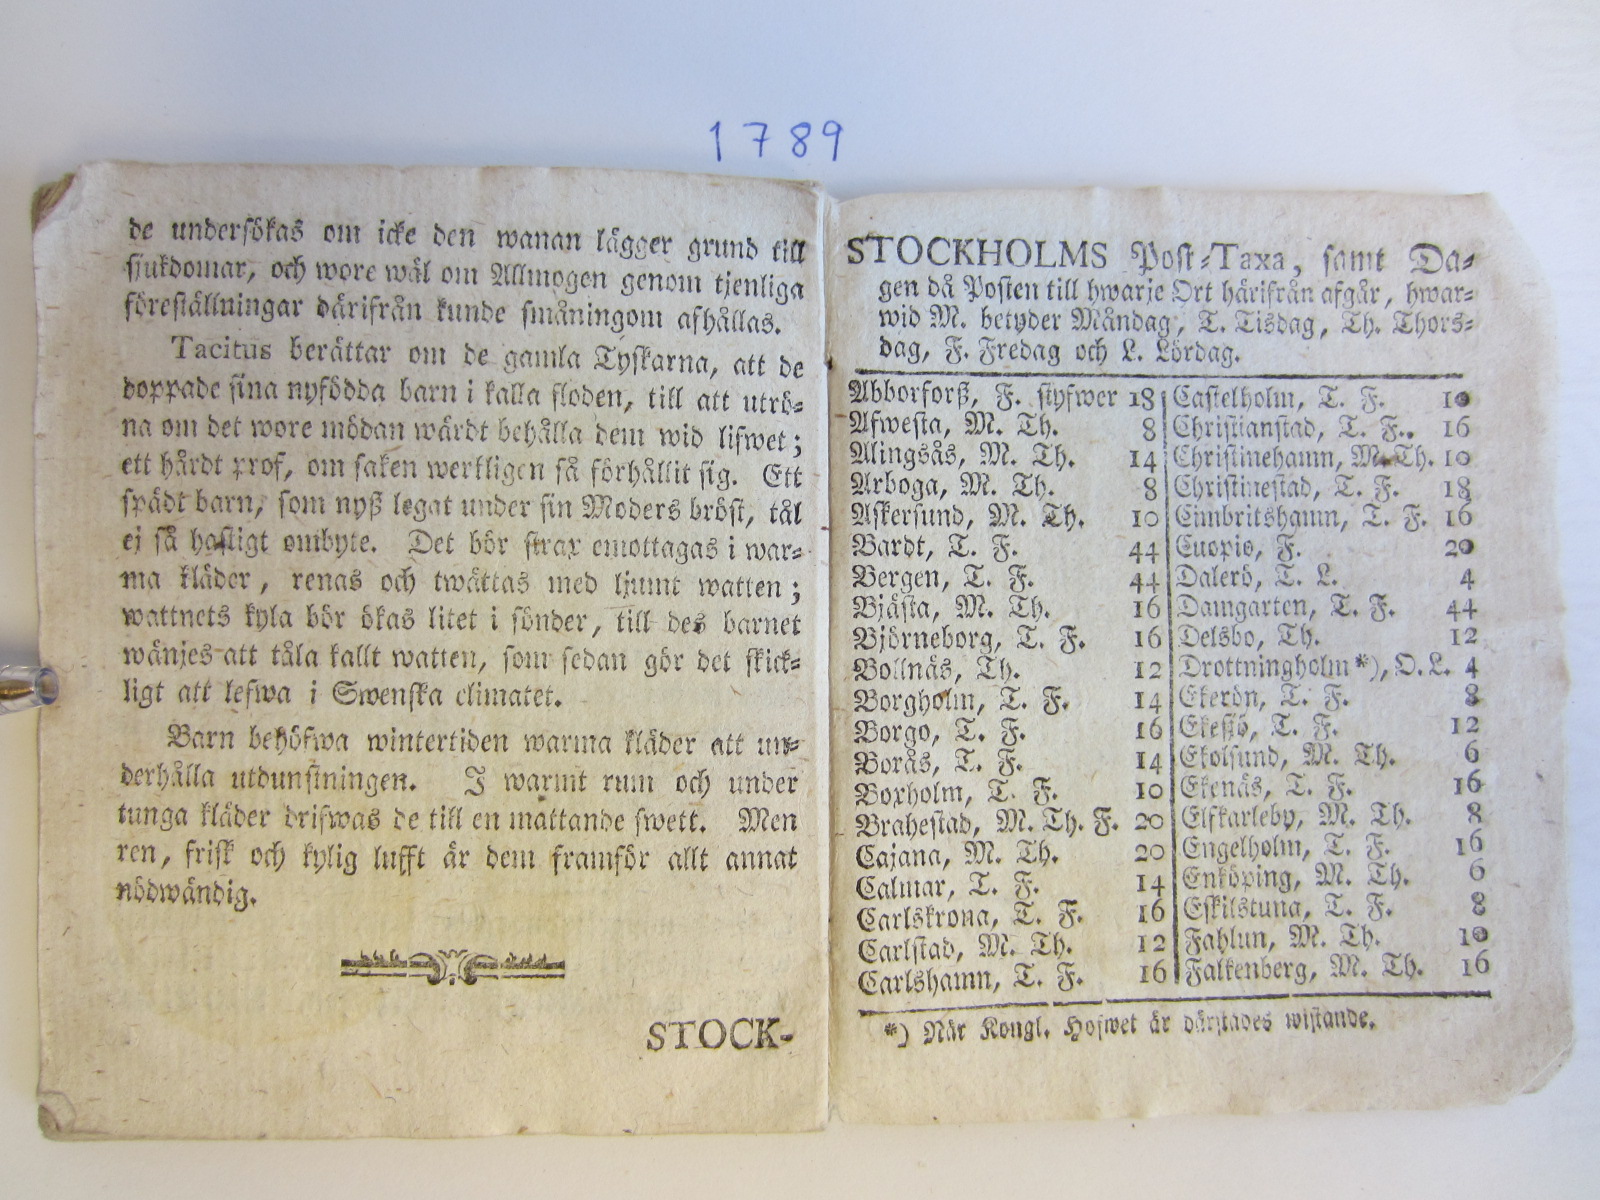 1789
de undersökas om icke den wanan lägger grund till
sjukdomar, och wore wäl om Allmogen genom tjenliga
föreställningar därifrån kunde småningom afhållas.
Tacitus berättar om de gamla Tyskarna, att de
doppade sina nyfödda barn i kalla floden, till att utrö-
na om det wore mödan wärdt behålla dem wid lifwet;
ett hårdt prof, om saken werkligen så förhållit sig. Ett
spädt barn, som nyß legat under sin Moders bröst, tål
ej så hastigt ombyte. Det bör strax emottagas i war-
ma kläder, renas och twättas med ljumt watten;
wattnets kyla bör ökas litet i sönder, till des barnet
wänjes att tåla kallt watten, som sedan gör det skick-
ligt att lefwa i Swenska climatet.
Barn behöfwa wintertiden warma kläder att un-
derhålla utdunstningen. I warmt rum och under
tunga kläder drifwas de till en mattande swett. Men
ren, frisk och kylig lufft är dem framför allt annat
nödwändig.
STOCK-
STOCKHOLMS Post-Taxa, samt Da-
gen då Posten till hwarje Ort härifrån afgår, hwar-
wid M. betyder Måndag, T. Tisdag, Th. Thors-
dag, F. Fredag och L. Lördag.
Abborforß, F. styfwer 18
Afwesta, M. Th. 8
Alingsås, M. Th. 14
Arboga, M. Th. 8
Askersund, M. Th. 10
Bardt, T. F. 44
Bergen, T. F. 44
Bjästa, M. Th. 16
Björneborg, T. F. 16
Bollnäs, Th. 12
Borgholm, T. F. 14
Borgo, T. F. 16
Borås, T. F. 14
Boxholm, T. F. 10
Brahestad, M. Th. F. 20
Cajana, M. Th. 20
Calmar, T. F. 14
Carlskrona, T. F. 16
Carlstad, M. Th. 12
Carlshamn, T. F. 16
Castelholm, T. F. 10
Christianstad, T. F. 16
Christinehamn, M. Th. 10
Christinestad, T. F. 18
Cimbritshamn, T. F. 16
Cuopio, F. 20
Dalerö, T. L. 4
Damgarten, T. F. 44
Delsbo, Th. 12
Drottningholm*), O. L. 4
Ekerön, T. F. 8
Ekesiö, T. F. 12
Ekolsund, M. Th. 6
Ekenäs, T. F. 16
Elfkarleby, M. Th. 8
Engelholm, T. F. 16
Enköping, M. Th. 6
Eskilstuna, T. F. 8
Fahlun, M. Th. 10
Falkenberg, M. Th. 16
*) När Kongl. Hofwet är därstädes wistande.